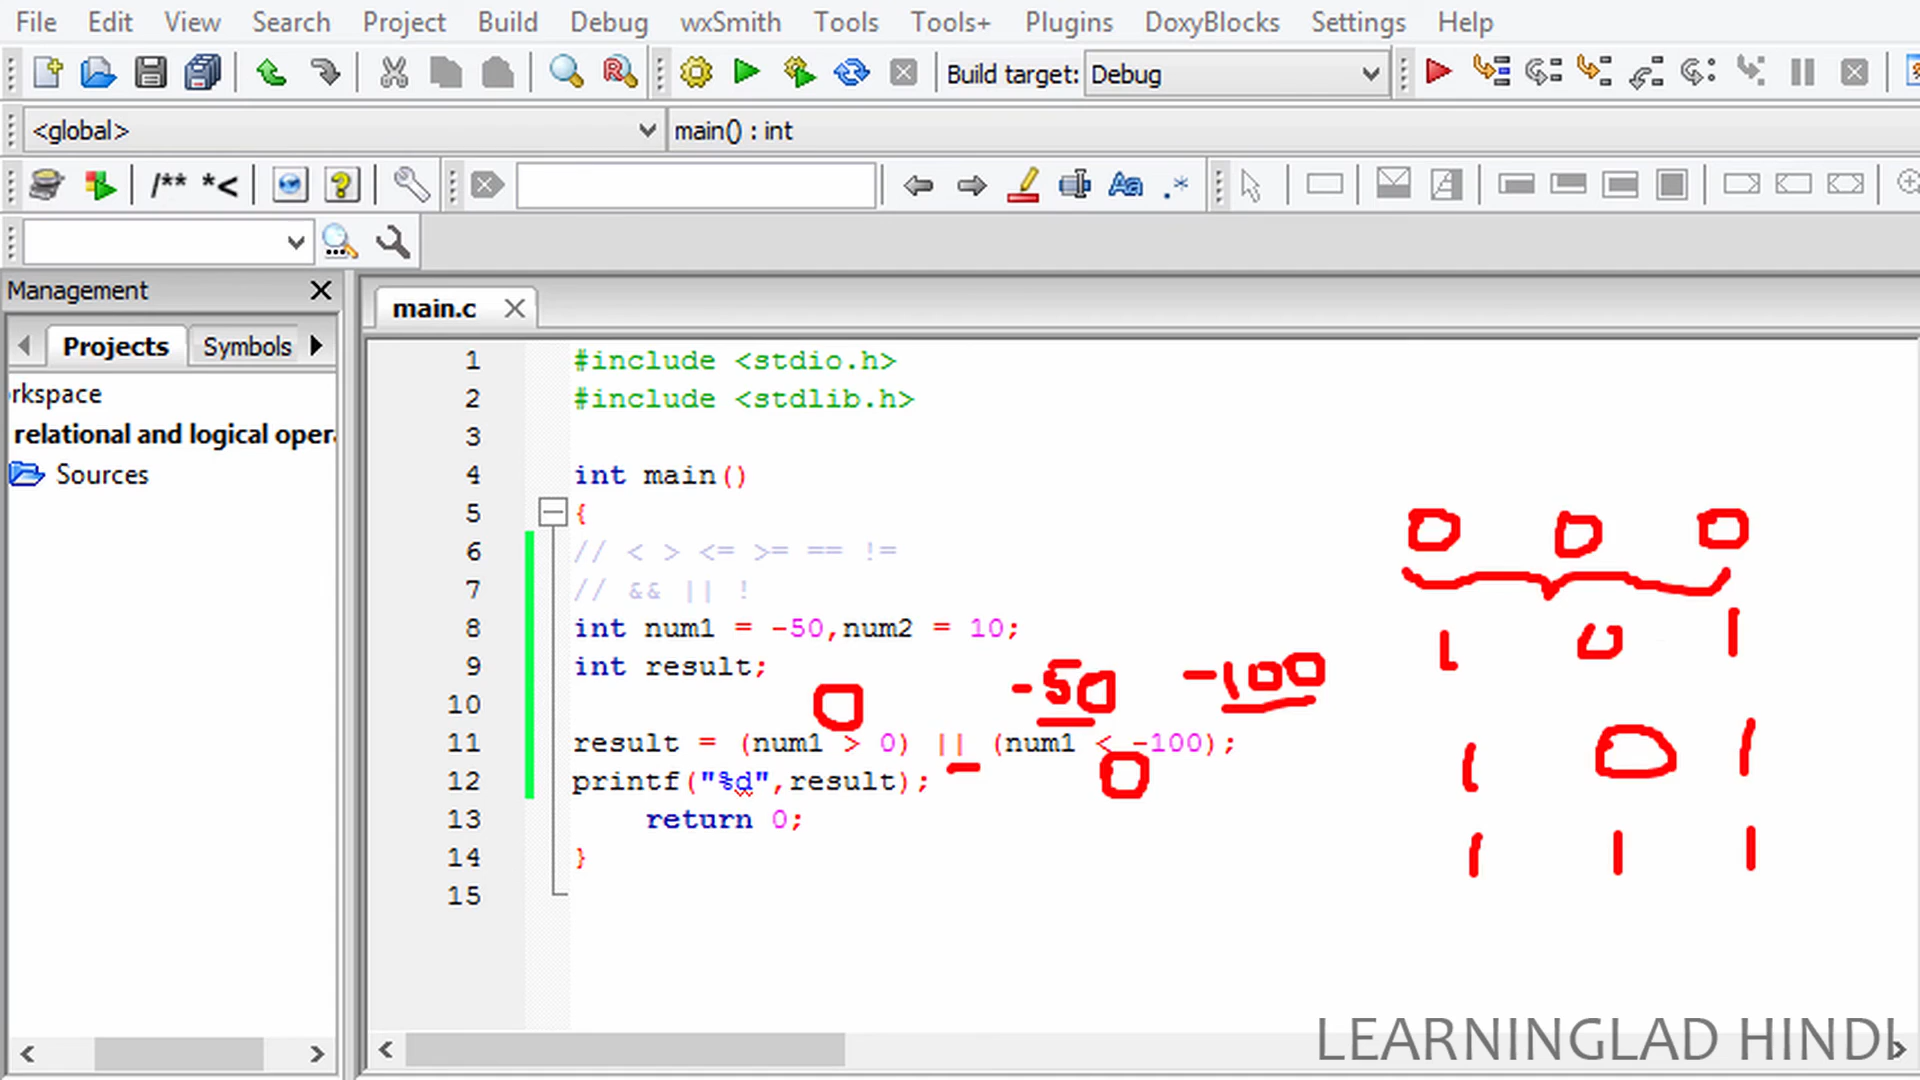 File Edit View Search Project Build Debug wxSmith Tools Tools+ Plugins DoxyBlocks Settings Help
Build target: Debug
<global> main() : int
/** *<
Management
main.c
Projects Symbols
rkspace
relational and logical oper
Sources
1 #include <stdio.h>
2 #include <stdlib.h>
3
4 int main()
5 {
6 // < > <= >= == !=
7 // && || !
8 int num1 = -50,num2 = 10;
9 int result;
10
11 result = (num1 > 0) || (num1 < -100);
12 printf("%d",result);
13 return 0;
14 }
15
0 0 0
1 0 1
1 0 1
1 1 1
0 -50 -100
0
LEARNINGLAD HINDI